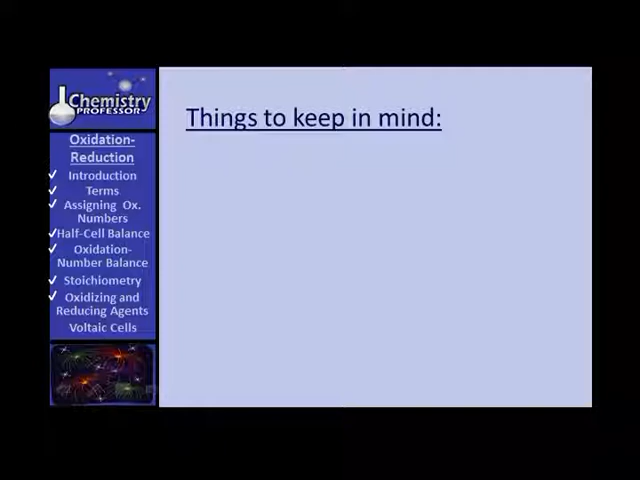 Chemistry
PROFESSOR
Oxidation-
Reduction
Introduction
Terms
Assigning Ox.
Numbers
Half-Cell Balance
Oxidation-
Number Balance
Stoichiometry
Oxidizing and
Reducing Agents
Voltaic Cells
Things to keep in mind: